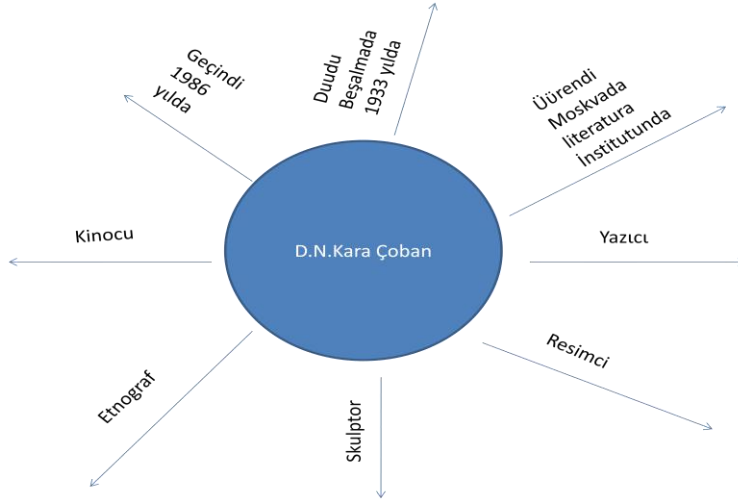 Geçindi
1986
yılda
Duudu
Beşalmada
1933 yılda
Üürendi
Moskvada
literatura
İnstitutunda
Kinocu
D.N.Kara Çoban
Yazıcı
Etnograf
Skulptor
Resimci